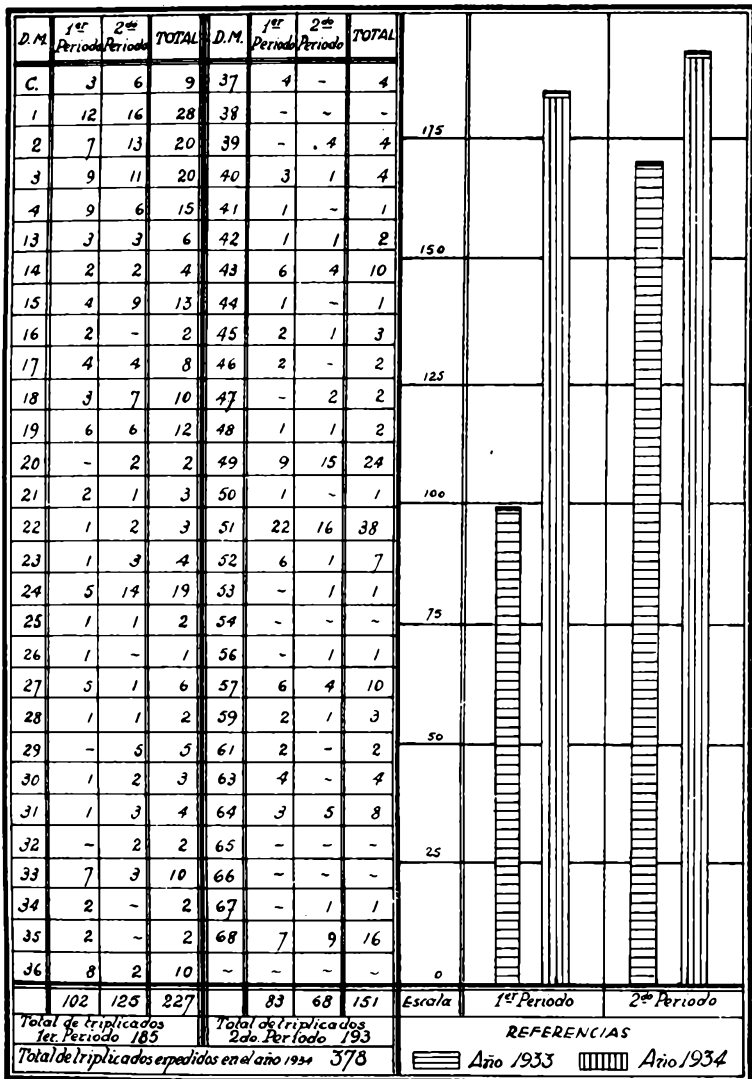 D.M. 1er Periodo 2do Periodo TOTAL D.M. 1er Periodo 2do Periodo TOTAL
C. 3 6 9 37 4 - 4
1 12 16 28 38 - ~ -
2 7 13 20 39 - . 4 4
3 9 11 20 40 3 1 4
4 9 6 15 41 1 ~ 1
13 3 3 6 42 1 1 2
14 2 2 4 43 6 4 10
15 4 9 13 44 1 - 1
16 2 - 2 45 2 1 3
17 4 4 8 46 2 - 2
18 3 7 10 47 - 2 2
19 6 6 12 48 1 1 2
20 - 2 2 49 9 15 24
21 2 1 3 50 1 ~ 1
22 1 2 3 51 22 16 38
23 1 3 4 52 6 1 7
24 5 14 19 53 ~ 1 1
25 1 1 2 54 ~ ~ ~
26 1 ~ 1 56 - 1 1
27 5 1 6 57 6 4 10
28 1 1 2 59 2 1 3
29 - 5 5 61 2 - 2
30 1 2 3 63 4 ~ 4
31 1 3 4 64 3 5 8
32 - 2 2 65 ~ ~ ~
33 7 3 10 66 ~ ~ ~
34 2 ~ 2 67 ~ 1 1
35 2 ~ 2 68 7 9 16
36 8 2 10 ~ ~ ~ ~
102 125 227 83 68 151
Total de triplicados
1er. Periodo 185
Total de triplicados
2do. Periodo 193
Total de triplicados expedidos en el año 1934 378
175
150
125
100
75
50
25
0
Escala 1er Periodo 2do Periodo
REFERENCIAS
Año 1933 Año 1934